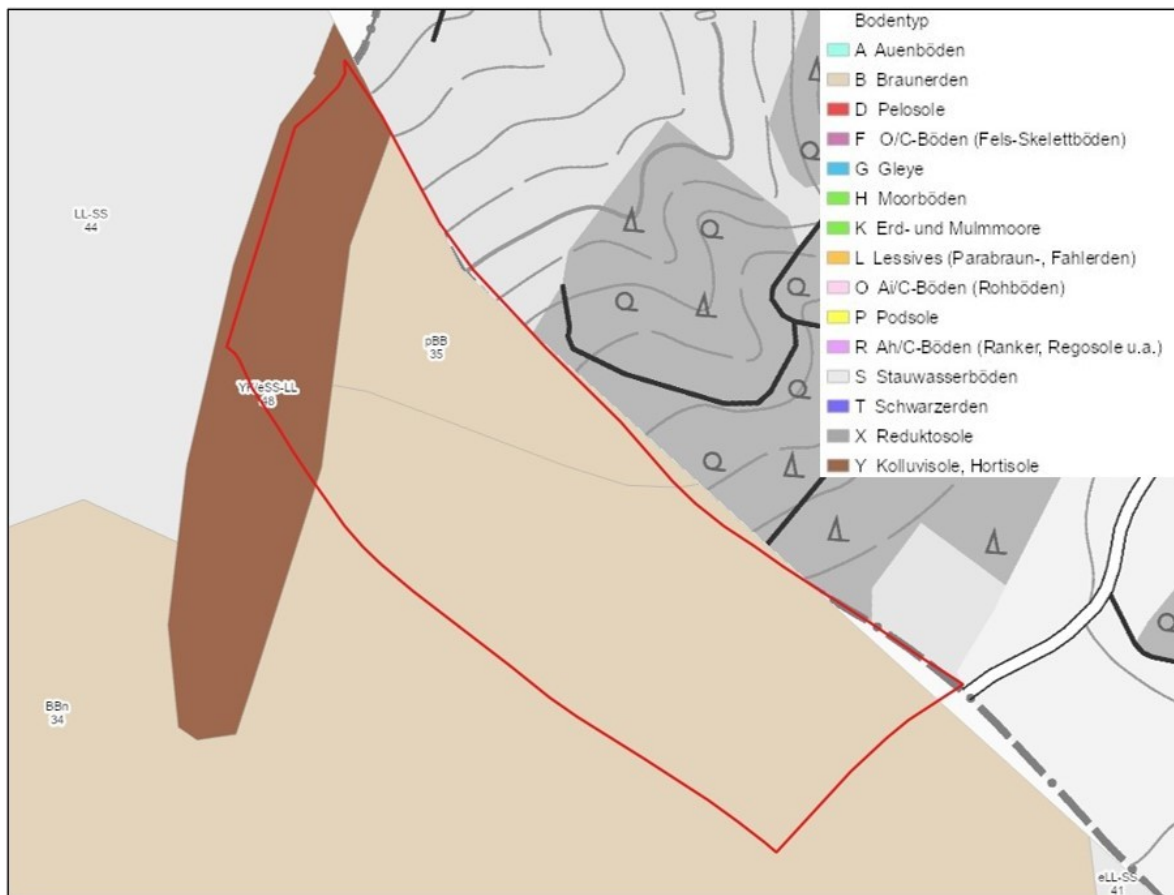 Bodentyp
A Auenböden
B Braunerden
D Pelosole
F O/C-Böden (Fels-Skelettböden)
G Gleye
H Moorböden
K Erd- und Mulmmoore
L Lessives (Parabraun-, Fahlerden)
O Ai/C-Böden (Rohböden)
P Podsole
R Ah/C-Böden (Ranker, Regosole u.a.)
S Stauwasserböden
T Schwarzerden
X Reduktosole
Y Kolluvisole, Hortisole
LL-SS
44
pBB
35
48
BBn
34
eLL-SS
41